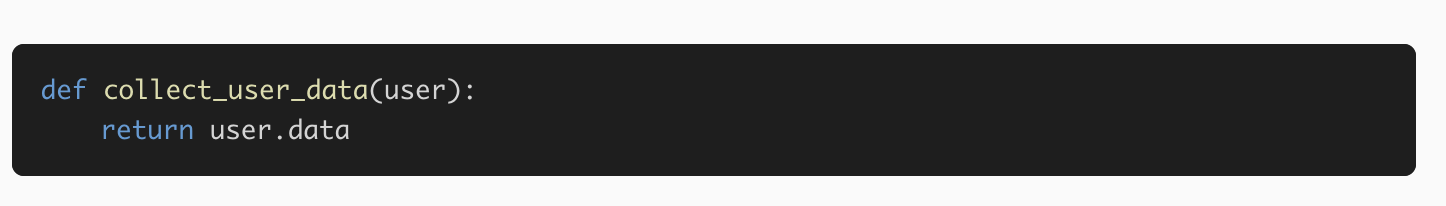 def collect_user_data(user):
    return user.data